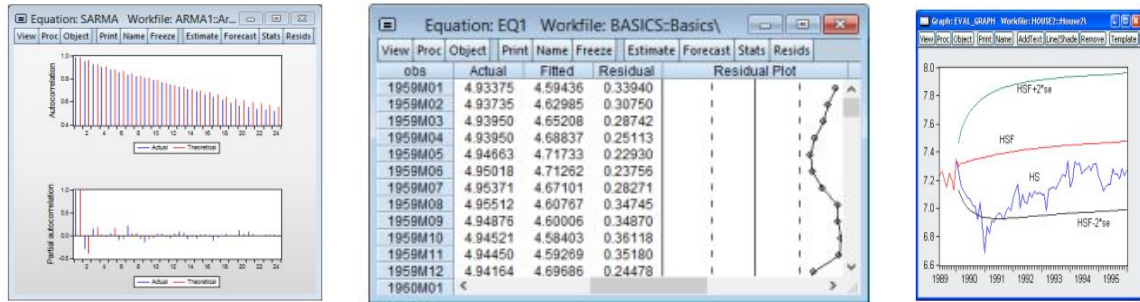 Equation: SARMA Workfile: ARMA1::Ar...
View Proc Object Print Name Freeze Estimate Forecast Stats Resids
Autocorrelation
1.0
0.8
0.6
0.4
2 4 6 8 10 12 14 16 18 20 22 24
Actual Theoretical
Partial autocorrelation
1.0
0.5
0.0
-0.5
2 4 6 8 10 12 14 16 18 20 22 24
Actual Theoretical
Equation: EQ1 Workfile: BASICS::Basics\
View Proc Object Print Name Freeze Estimate Forecast Stats Resids
obs Actual Fitted Residual Residual Plot
1959M01 4.93375 4.59436 0.33940
1959M02 4.93735 4.62985 0.30750
1959M03 4.93950 4.65208 0.28742
1959M04 4.93950 4.68837 0.25113
1959M05 4.94663 4.71733 0.22930
1959M06 4.95018 4.71262 0.23756
1959M07 4.95371 4.67101 0.28271
1959M08 4.95512 4.60767 0.34745
1959M09 4.94876 4.60006 0.34870
1959M10 4.94521 4.58403 0.36118
1959M11 4.94450 4.59269 0.35180
1959M12 4.94164 4.69686 0.24478
1960M01
Graph: EVAL_GRAPH Workfile: HOUSE2::House2\
View Proc Object Print Name AddText Line/Shade Remove Template
8.0
HSF+2*se
7.6
HSF
7.4
HS
7.2
7.0
HSF-2*se
6.8
6.6
1989 1990 1991 1992 1993 1994 1995